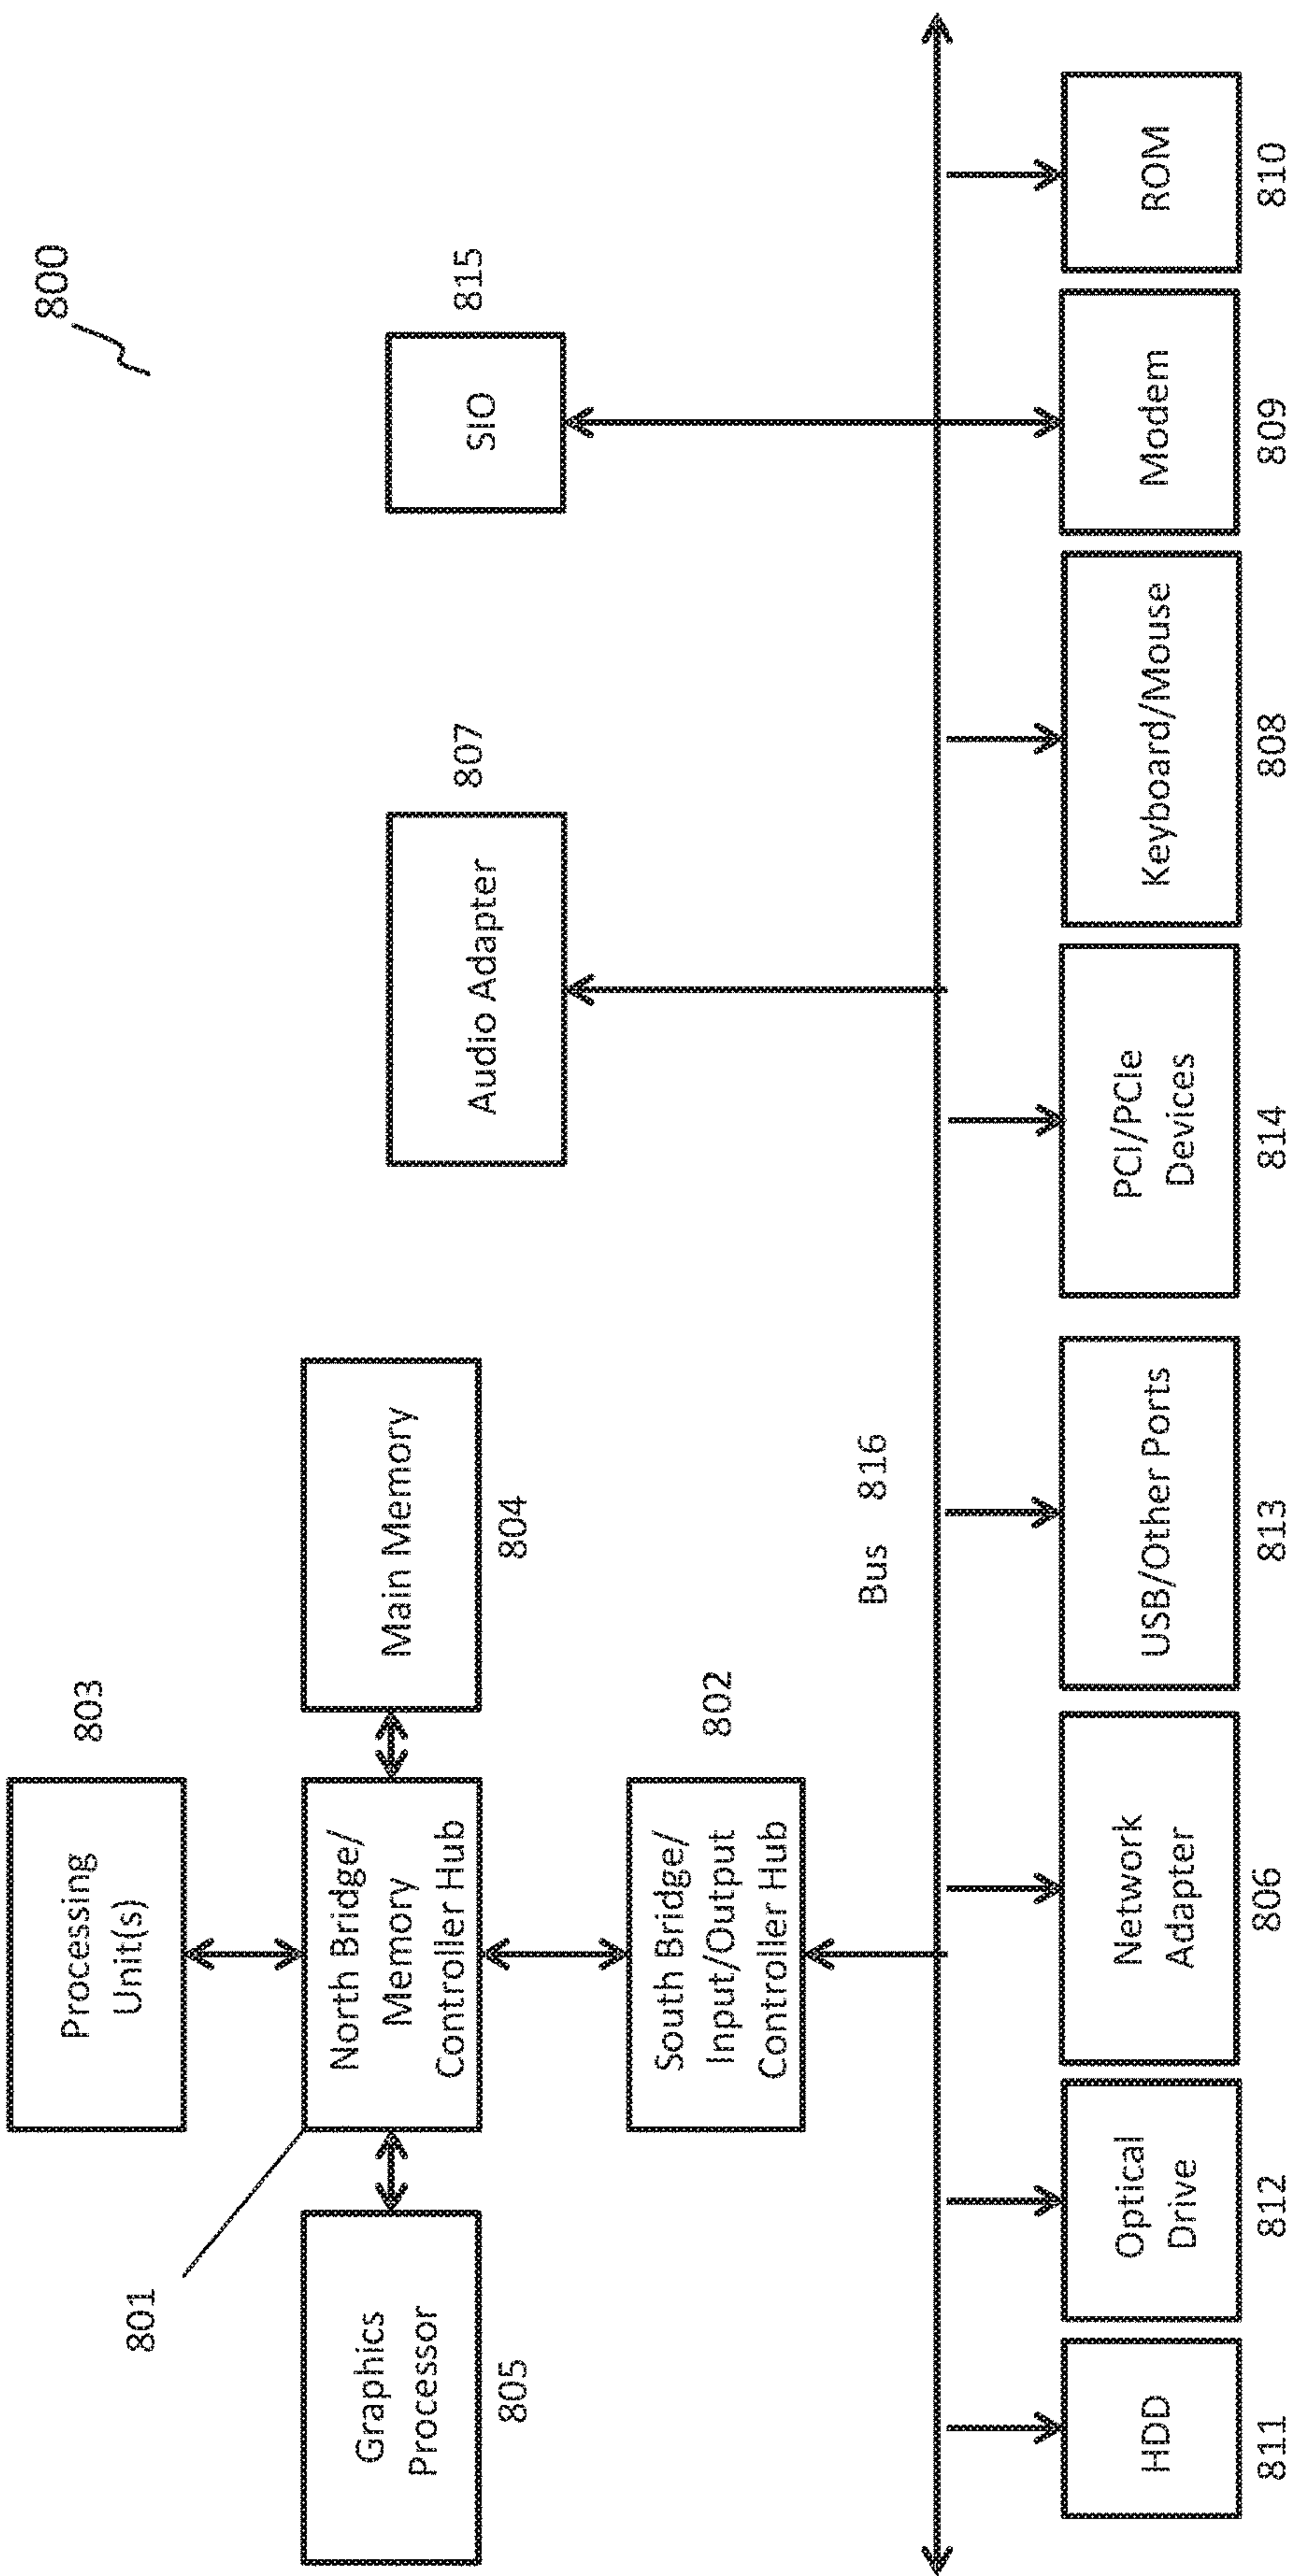 800
803
Processing
Unit(s)
801
Graphics
Processor
805
North Bridge/
Memory
Controller Hub
Main Memory
804
Audio Adapter
807
SIO
815
802
South Bridge/
Input/Output
Controller Hub
Bus 816
HDD
811
Optical
Drive
812
Network
Adapter
806
USB/Other Ports
813
PCI/PCIe
Devices
814
Keyboard/Mouse
808
Modem
809
ROM
810